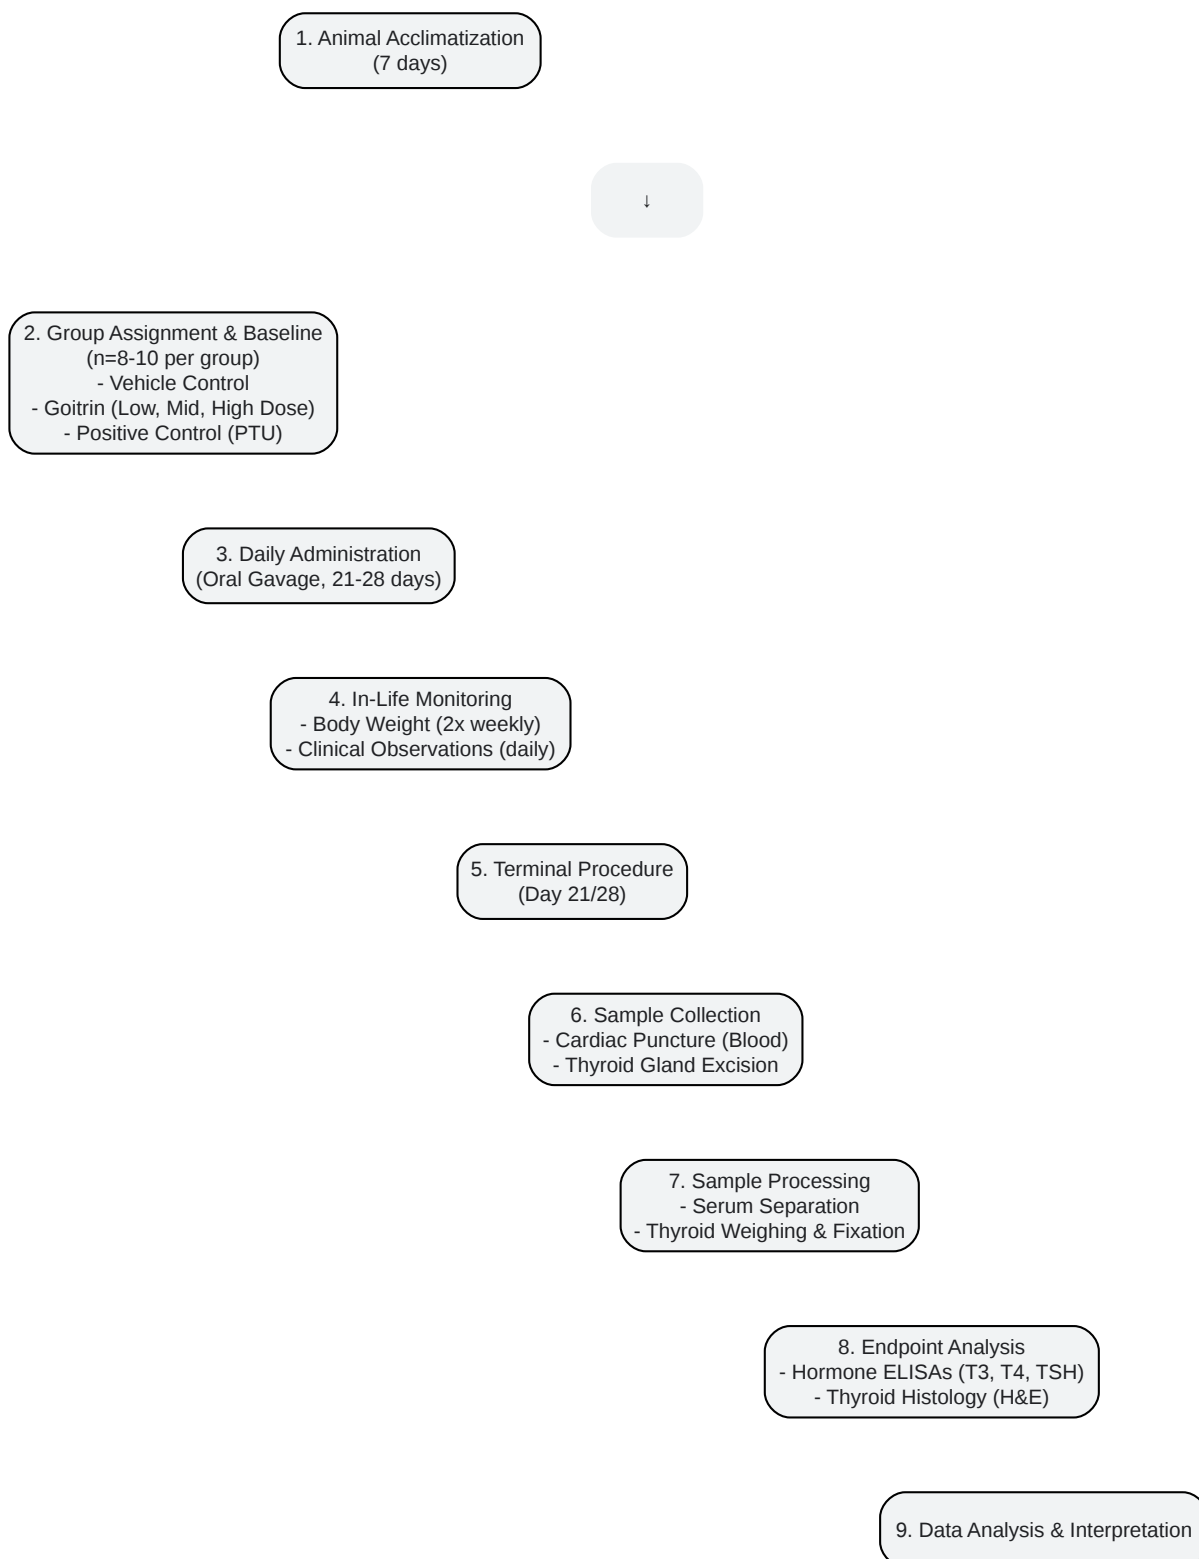 1. Animal Acclimatization
(7 days)
↓
2. Group Assignment & Baseline
(n=8-10 per group)
- Vehicle Control
- Goitrin (Low, Mid, High Dose)
- Positive Control (PTU)
3. Daily Administration
(Oral Gavage, 21-28 days)
4. In-Life Monitoring
- Body Weight (2x weekly)
- Clinical Observations (daily)
5. Terminal Procedure
(Day 21/28)
6. Sample Collection
- Cardiac Puncture (Blood)
- Thyroid Gland Excision
7. Sample Processing
- Serum Separation
- Thyroid Weighing & Fixation
8. Endpoint Analysis
- Hormone ELISAs (T3, T4, TSH)
- Thyroid Histology (H&E)
9. Data Analysis & Interpretation